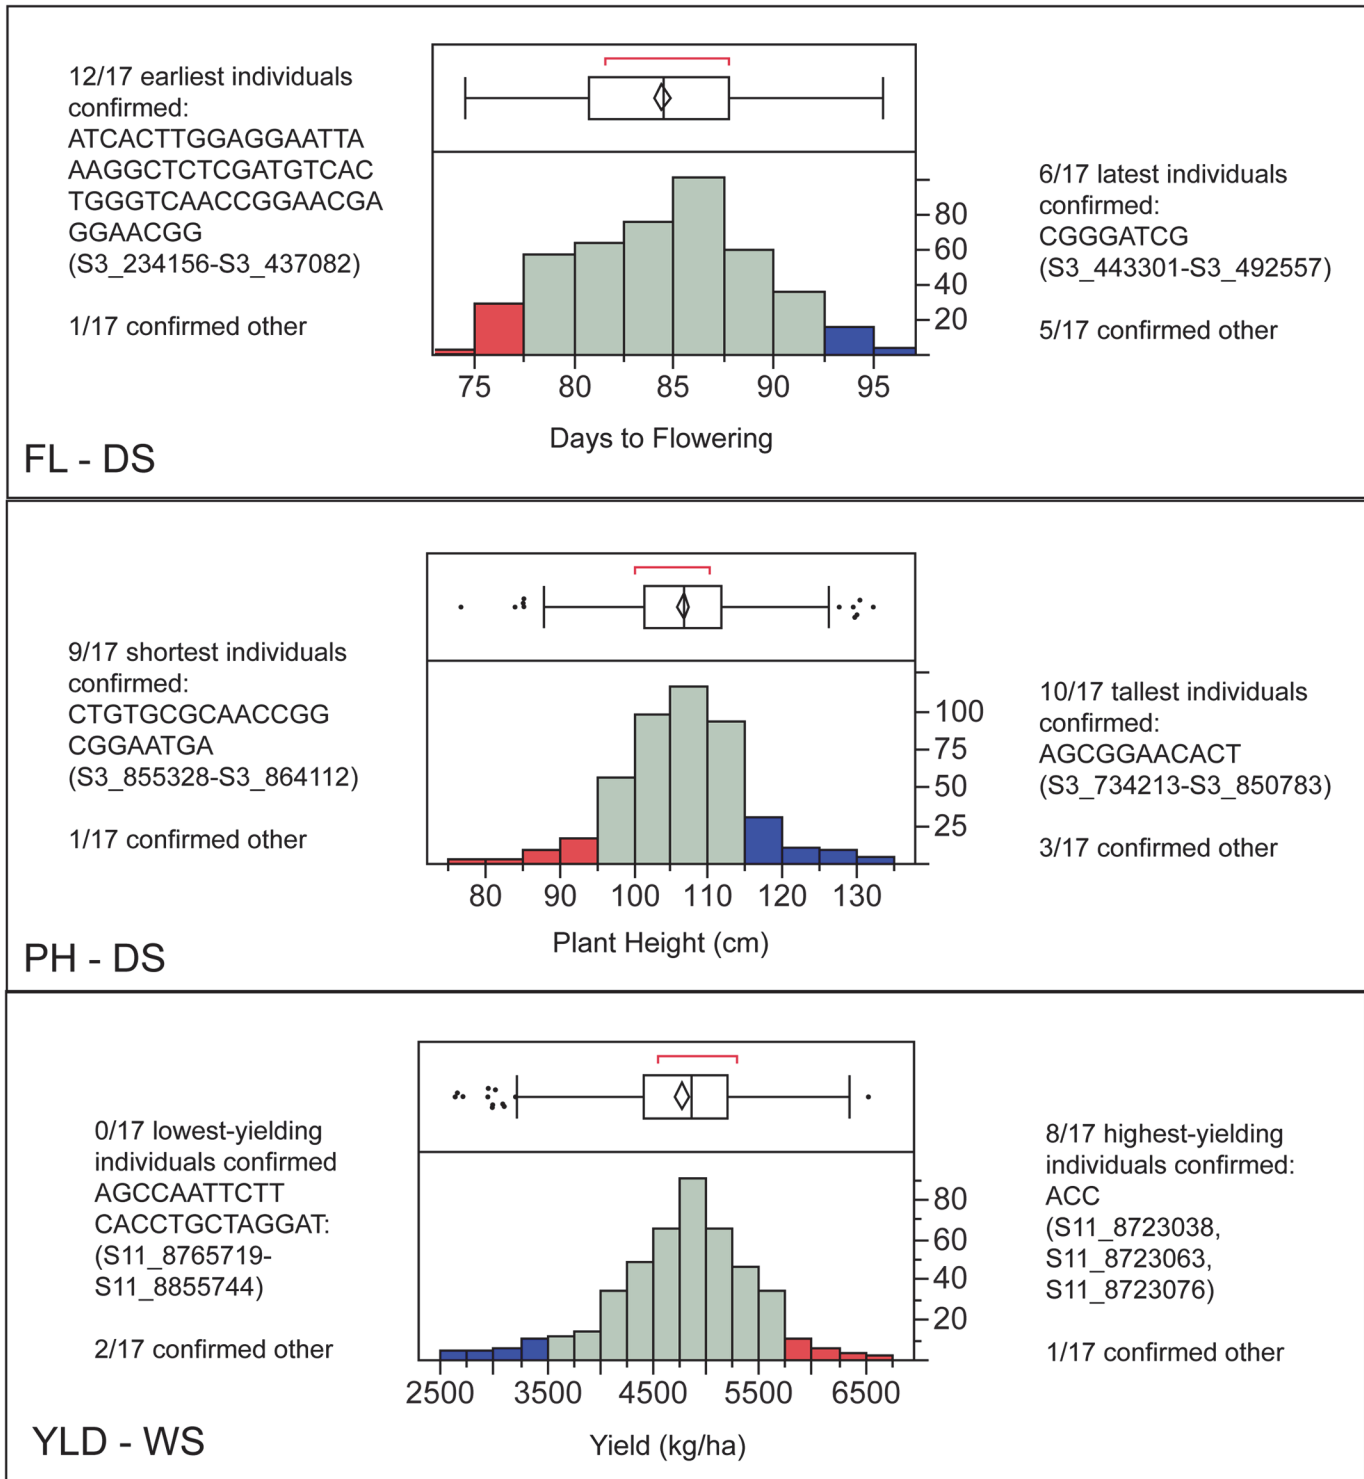 12/17 earliest individuals
confirmed:
ATCACTTGGAGGAATTA
AAGGCTCTCGATGTCAC
TGGGTCAACCGGAACGA
GGAACGG
(S3_234156-S3_437082)
1/17 confirmed other
80
60
40
20
75 80 85 90 95
Days to Flowering
6/17 latest individuals
confirmed:
CGGGATCG
(S3_443301-S3_492557)
5/17 confirmed other
FL - DS
9/17 shortest individuals
confirmed:
CTGTGCGCAACCGG
CGGAATGA
(S3_855328-S3_864112)
1/17 confirmed other
100
75
50
25
80 90 100 110 120 130
Plant Height (cm)
10/17 tallest individuals
confirmed:
AGCGGAACACT
(S3_734213-S3_850783)
3/17 confirmed other
PH - DS
0/17 lowest-yielding
individuals confirmed
AGCCAATTCTT
CACCTGCTAGGAT:
(S11_8765719-
S11_8855744)
2/17 confirmed other
80
60
40
20
2500 3500 4500 5500 6500
Yield (kg/ha)
8/17 highest-yielding
individuals confirmed:
ACC
(S11_8723038,
S11_8723063,
S11_8723076)
1/17 confirmed other
YLD - WS